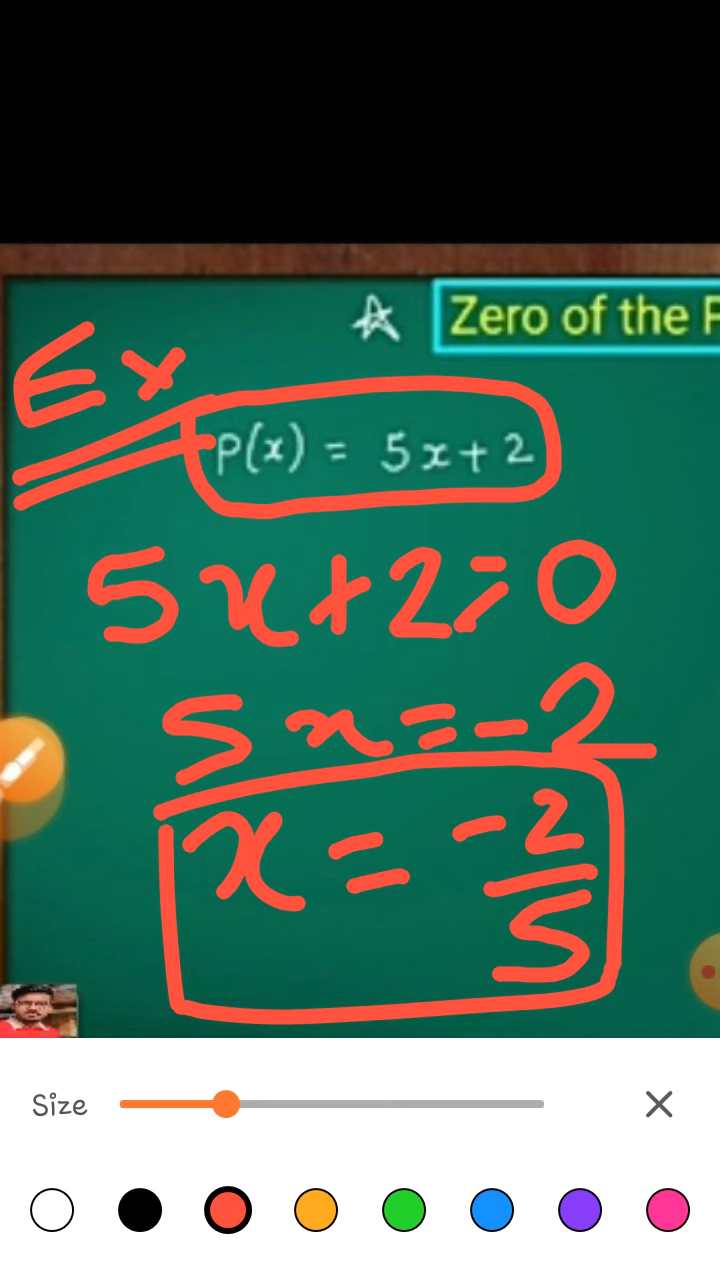 Zero of the P
Ex
P(x) = 5x+2
5x+2=0
5x=-2
x = -2/5
Size